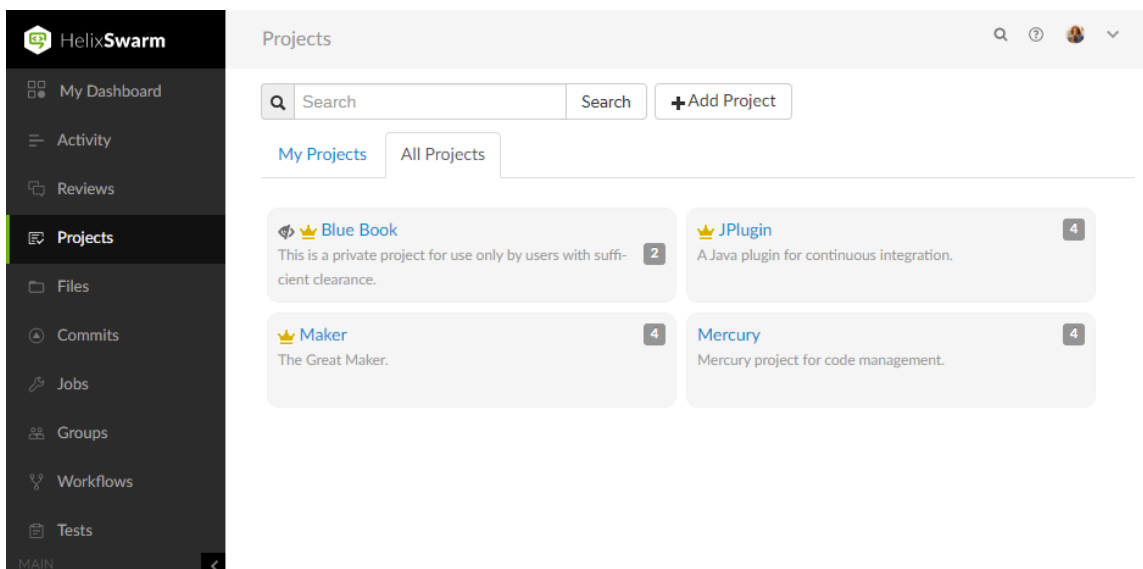 HelixSwarm
Projects
My Dashboard
Activity
Reviews
Projects
Files
Commits
Jobs
Groups
Workflows
Tests
MAIN
Search
Search
Add Project
My Projects
All Projects
Blue Book
This is a private project for use only by users with suffi-
cient clearance.
2
JPlugin
A Java plugin for continuous integration.
4
Maker
The Great Maker.
4
Mercury
Mercury project for code management.
4